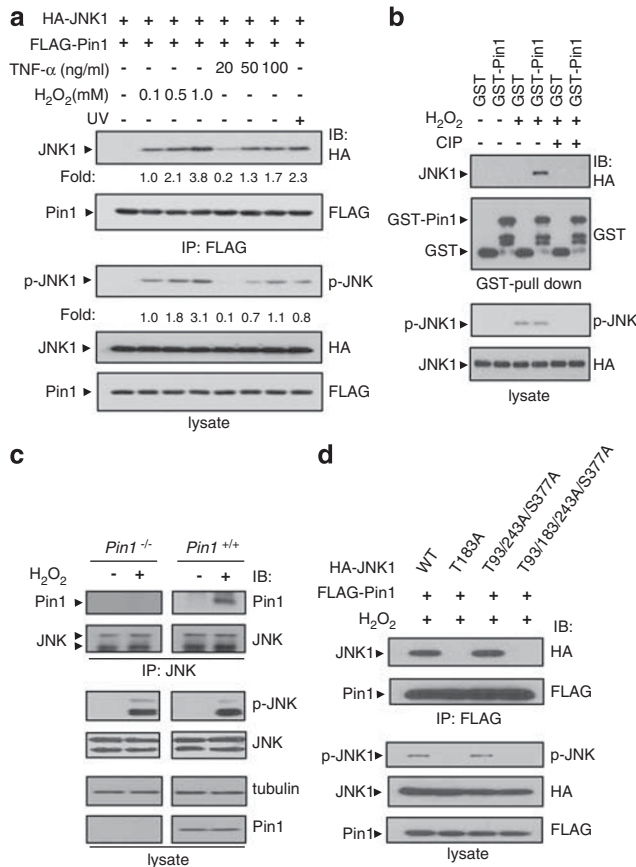 a
HA-JNK1 + + + + + + + +
FLAG-Pin1 + + + + + + + +
TNF-α (ng/ml) - - - - 20 50 100 -
H2O2(mM) - 0.1 0.5 1.0 - - - -
UV - - - - - - - +
IB:
JNK1 HA
Fold: 1.0 2.1 3.8 0.2 1.3 1.7 2.3
Pin1 FLAG
IP: FLAG
p-JNK1 p-JNK
Fold: 1.0 1.8 3.1 0.1 0.7 1.1 0.8
JNK1 HA
Pin1 FLAG
lysate
b
GST GST-Pin1 GST GST-Pin1 GST GST-Pin1
H2O2 - - + + + +
CIP - - - - + +
IB:
JNK1 HA
GST-Pin1
GST
GST
GST-pull down
p-JNK1 p-JNK
JNK1 HA
lysate
c
Pin1 -/- Pin1 +/+
H2O2 - + - + IB:
Pin1 Pin1
JNK JNK
IP: JNK
p-JNK
JNK
tubulin
Pin1
lysate
d
HA-JNK1 WT T183A T93/243A/S377A T93/183/243A/S377A
FLAG-Pin1 + + + +
H2O2 + + + +
IB:
JNK1 HA
Pin1 FLAG
IP: FLAG
p-JNK1 p-JNK
JNK1 HA
Pin1 FLAG
lysate